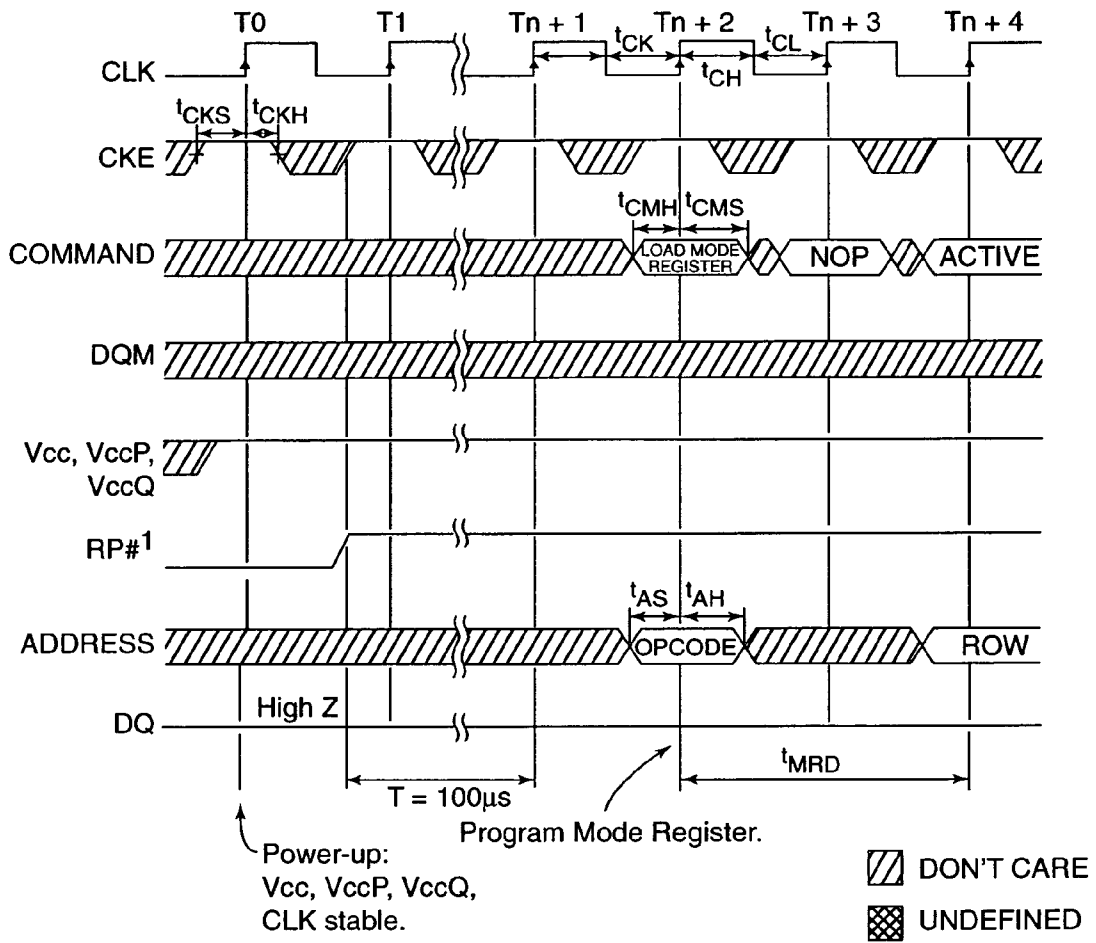 T0 T1 Tn + 1 Tn + 2 Tn + 3 Tn + 4
tCK tCL
CLK
tCH
tCKS tCKH
CKE
tCMH tCMS
COMMAND LOAD MODE REGISTER NOP ACTIVE
DQM
Vcc, VccP,
VccQ
RP#1
tAS tAH
ADDRESS OPCODE ROW
High Z
DQ
tMRD
T = 100µs
Program Mode Register.
Power-up:
Vcc, VccP, VccQ,
CLK stable.
DON'T CARE
UNDEFINED